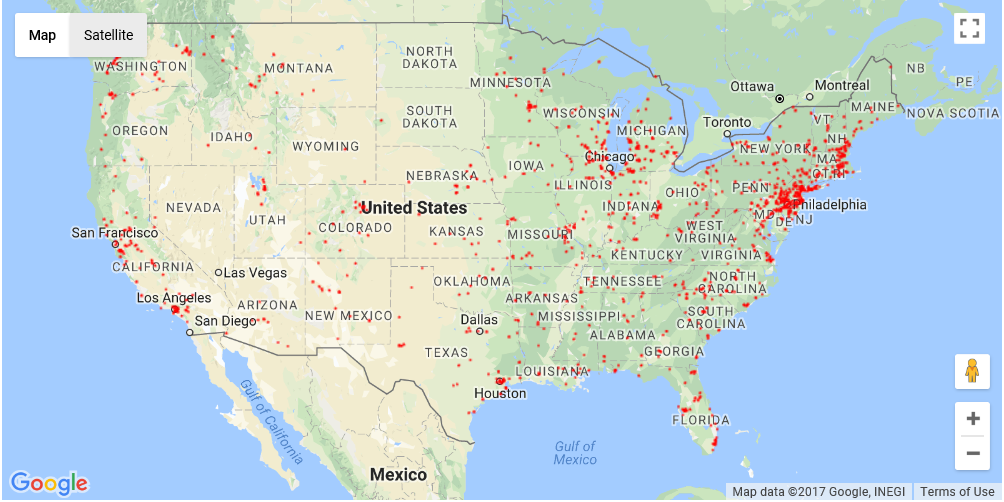 Map
Satellite
WASHINGTON
MONTANA
NORTH
DAKOTA
MINNESOTA
Ottawa
Montreal
NB
PE
MAINE
NOVA SCOTIA
OREGON
IDAHO
WYOMING
SOUTH
DAKOTA
WISCONSIN
MICHIGAN
Toronto
VT
NH
NEW YORK
MA
CT RI
NEVADA
UTAH
COLORADO
NEBRASKA
IOWA
Chicago
ILLINOIS
INDIANA
OHIO
PENN
Philadelphia
MD
DE
NJ
United States
San Francisco
CALIFORNIA
Las Vegas
KANSAS
MISSOURI
WEST
VIRGINIA
KENTUCKY
VIRGINIA
Los Angeles
San Diego
ARIZONA
NEW MEXICO
OKLAHOMA
ARKANSAS
TENNESSEE
NORTH
CAROLINA
SOUTH
CAROLINA
Dallas
TEXAS
MISSISSIPPI
ALABAMA
GEORGIA
LOUISIANA
Houston
FLORIDA
Gulf of California
Gulf of
Mexico
Mexico
Google
Map data ©2017 Google, INEGI
Terms of Use